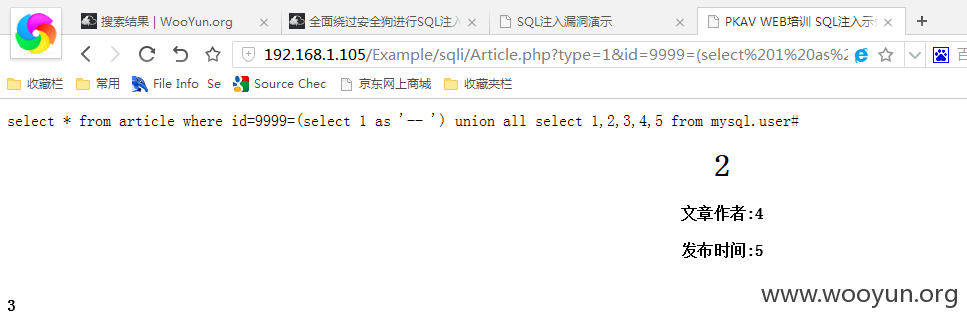 搜索结果 | WooYun.org
全面绕过安全狗进行SQL注入
SQL注入漏洞演示
PKAV WEB培训 SQL注入示
192.168.1.105/Example/sqli/Article.php?type=1&id=9999=(select%201%20as%2
收藏栏 常用 File Info Se Source Chec 京东网上商城 收藏夹栏
select * from article where id=9999=(select 1 as '-- ') union all select 1,2,3,4,5 from mysql.user#
2
文章作者:4
发布时间:5
www.wooyun.org
3